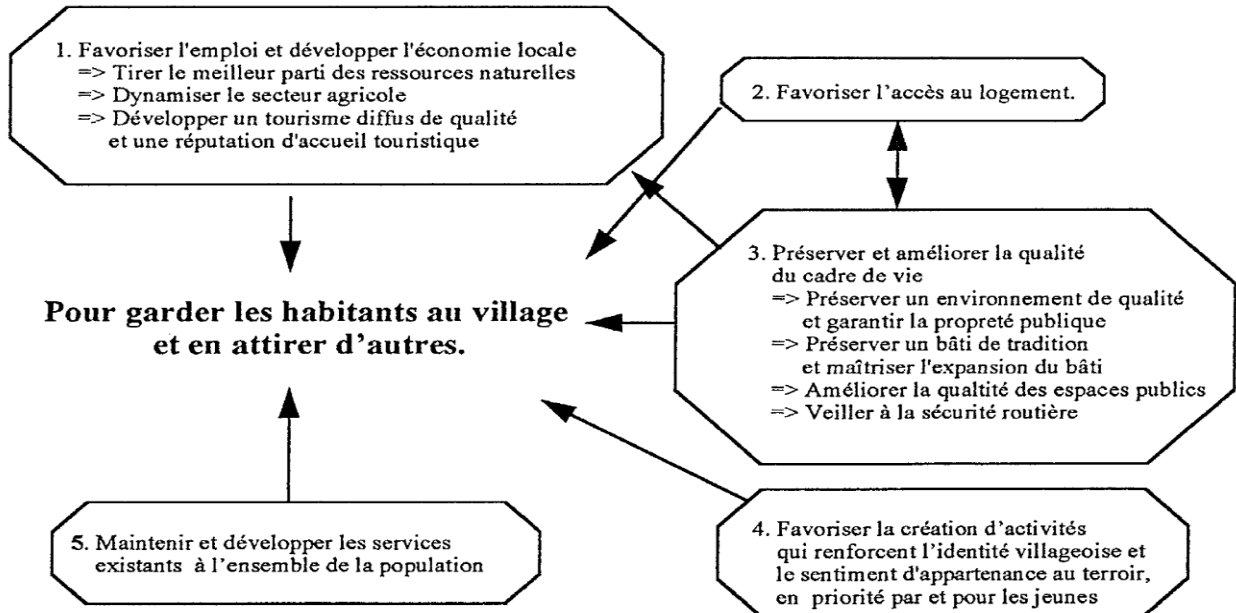 1. Favoriser l'emploi et développer l'économie locale
=> Tirer le meilleur parti des ressources naturelles
=> Dynamiser le secteur agricole
=> Développer un tourisme diffus de qualité
et une réputation d'accueil touristique
2. Favoriser l'accès au logement.
3. Préserver et améliorer la qualité
du cadre de vie
=> Préserver un environnement de qualité
et garantir la propreté publique
=> Préserver un bâti de tradition
et maîtriser l'expansion du bâti
=> Améliorer la qualtité des espaces publics
=> Veiller à la sécurité routière
Pour garder les habitants au village
et en attirer d'autres.
4. Favoriser la création d'activités
qui renforcent l'identité villageoise et
le sentiment d'appartenance au terroir,
en priorité par et pour les jeunes
5. Maintenir et développer les services
existants à l'ensemble de la population